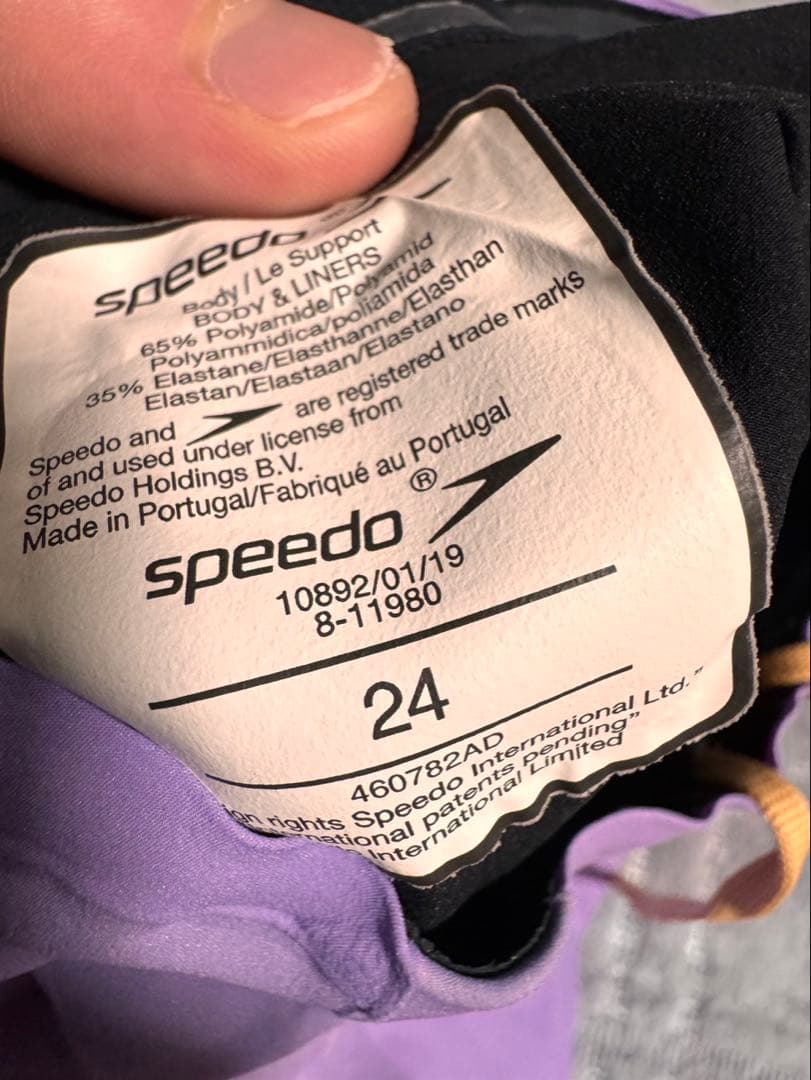 speedo
Body / Le Support
BODY & LINERS
65% Polyamide/Polyamid
Polyammidica/poliamida
35% Elastane/Elasthanne/Elasthan
Elastan/Elastaan/Elastano
Speedo and are registered trade marks
of and used under license from
Speedo Holdings B.V.
Made in Portugal/Fabriqué au Portugal
speedo ®
10892/01/19
8-11980
24
460782AD
rights Speedo International Ltd."
patents pending"
International Limited